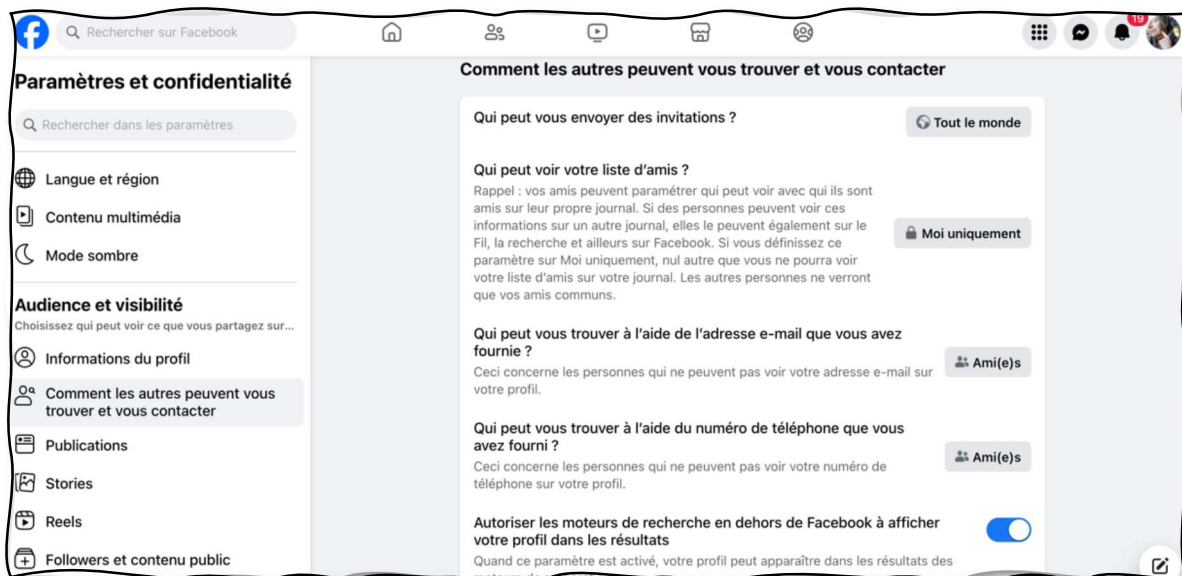 Rechercher sur Facebook
19
Paramètres et confidentialité
Rechercher dans les paramètres
Langue et région
Contenu multimédia
Mode sombre
Audience et visibilité
Choisissez qui peut voir ce que vous partagez sur...
Informations du profil
Comment les autres peuvent vous
trouver et vous contacter
Publications
Stories
Reels
Followers et contenu public
Comment les autres peuvent vous trouver et vous contacter
Qui peut vous envoyer des invitations ?
Tout le monde
Qui peut voir votre liste d’amis ?
Rappel : vos amis peuvent paramétrer qui peut voir avec qui ils sont
amis sur leur propre journal. Si des personnes peuvent voir ces
informations sur un autre journal, elles le peuvent également sur le
Fil, la recherche et ailleurs sur Facebook. Si vous définissez ce
paramètre sur Moi uniquement, nul autre que vous ne pourra voir
votre liste d’amis sur votre journal. Les autres personnes ne verront
que vos amis communs.
Moi uniquement
Qui peut vous trouver à l’aide de l’adresse e-mail que vous avez
fournie ?
Ceci concerne les personnes qui ne peuvent pas voir votre adresse e-mail sur
votre profil.
Ami(e)s
Qui peut vous trouver à l’aide du numéro de téléphone que vous
avez fourni ?
Ceci concerne les personnes qui ne peuvent pas voir votre numéro de
téléphone sur votre profil.
Ami(e)s
Autoriser les moteurs de recherche en dehors de Facebook à afficher
votre profil dans les résultats
Quand ce paramètre est activé, votre profil peut apparaître dans les résultats des